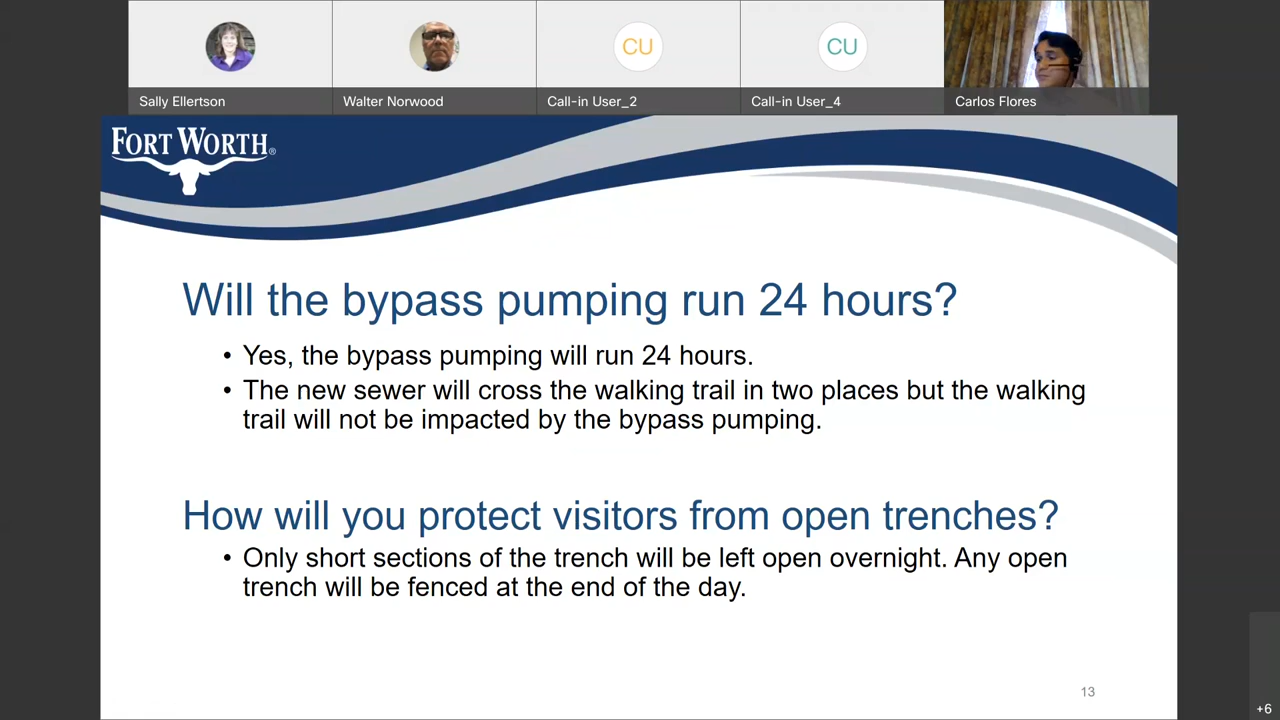 CU
CU
Sally Ellertson
Walter Norwood
Call-in User_2
Call-in User_4
Carlos Flores
FORT WORTH®
Will the bypass pumping run 24 hours?
• Yes, the bypass pumping will run 24 hours.
• The new sewer will cross the walking trail in two places but the walking
trail will not be impacted by the bypass pumping.
How will you protect visitors from open trenches?
• Only short sections of the trench will be left open overnight. Any open
trench will be fenced at the end of the day.
13
+6